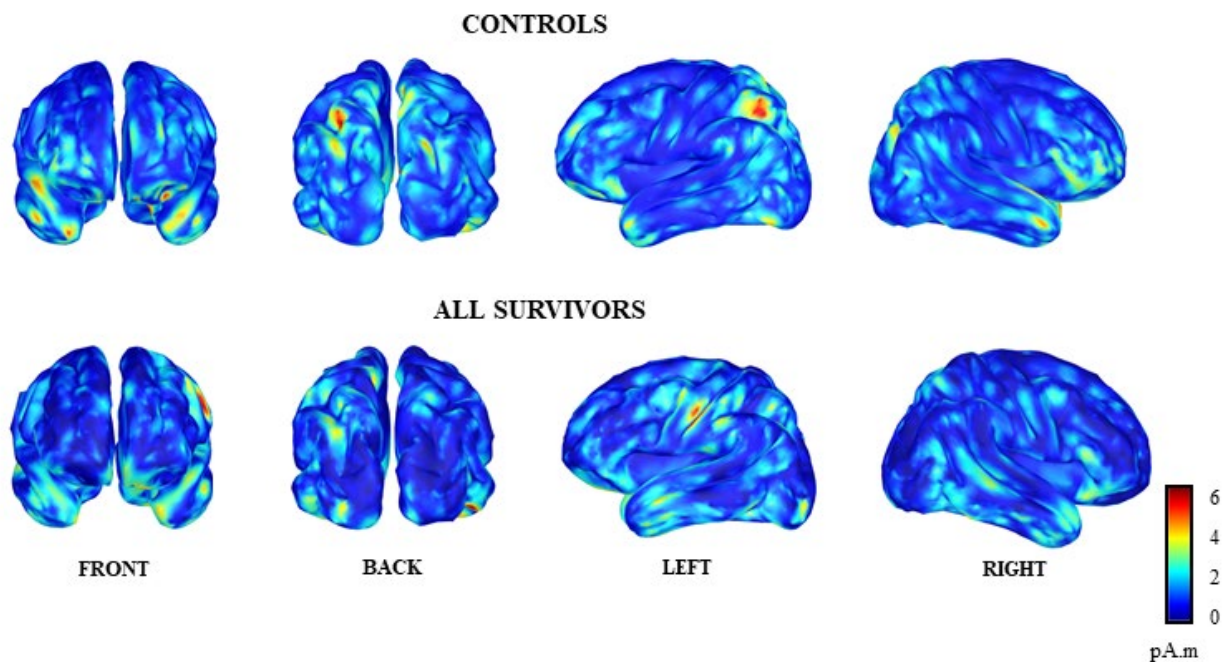 CONTROLS
ALL SURVIVORS
FRONT
BACK
LEFT
RIGHT
6
4
2
0
pA.m